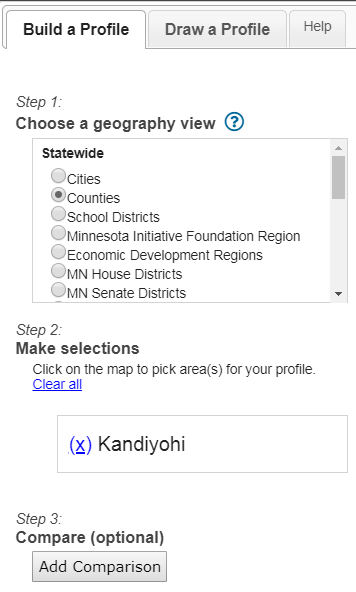 Build a Profile Draw a Profile Help
Step 1:
Choose a geography view ?
Statewide
Cities
Counties
School Districts
Minnesota Initiative Foundation Region
Economic Development Regions
MN House Districts
MN Senate Districts
Step 2:
Make selections
Click on the map to pick area(s) for your profile.
Clear all
(x) Kandiyohi
Step 3:
Compare (optional)
Add Comparison